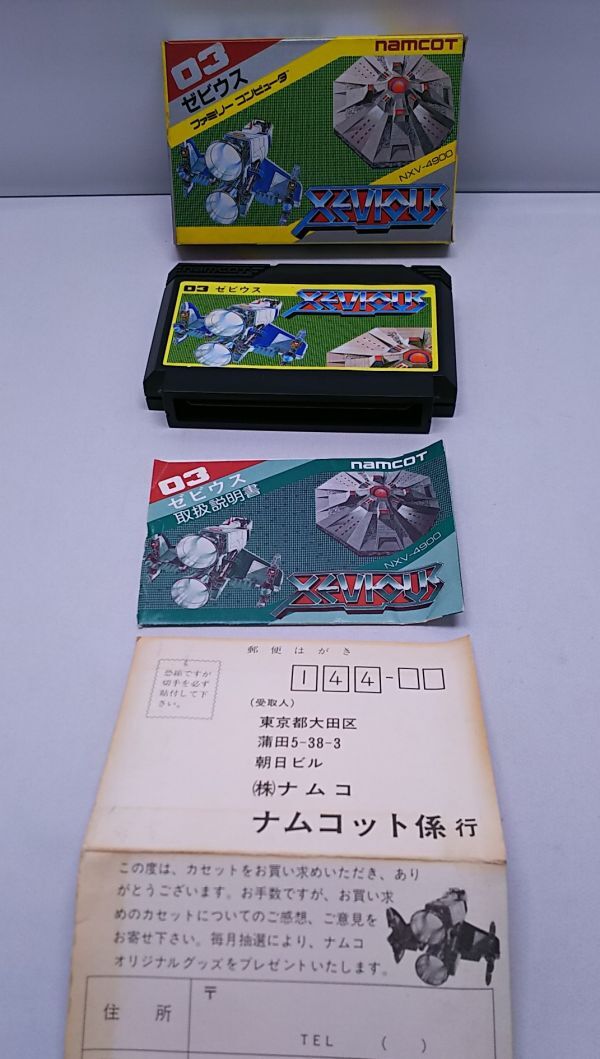 03
ゼビウス
ファミリー コンピュータ™
namcot
NXV-4900
XEVIOUS
namcot
03 ゼビウス
XEVIOUS
03
ゼビウス
取扱説明書
namcot
NXV-4900
XEVIOUS
郵便はがき
恐縮ですが
切手を必ず
貼付して下
さい。
144-
(受取人)
東京都大田区
蒲田5-38-3
朝日ビル
㈱ナムコ
ナムコット係 行
この度は、カセットをお買い求めいただき、あり
がとうございます。お手数ですが、お買い求
めのカセットについてのご感想、ご意見を
お寄せ下さい。毎月抽選により、ナムコ
オリジナルグッズをプレゼントいたします。
住所
〒
TEL ( )